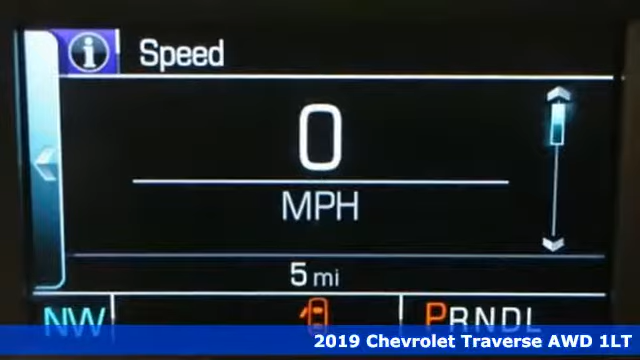 i Speed
0
MPH
5 mi
NW PRNDL
2019 Chevrolet Traverse AWD 1LT